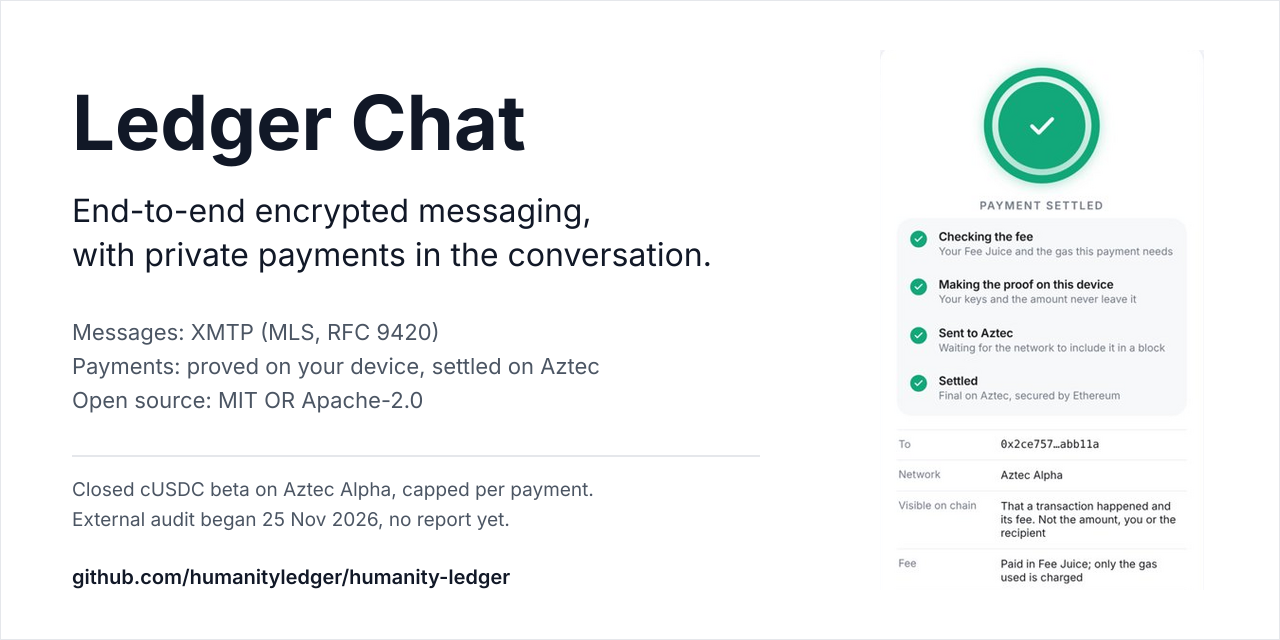 Ledger Chat
End-to-end encrypted messaging,
with private payments in the conversation.
Messages: XMTP (MLS, RFC 9420)
Payments: proved on your device, settled on Aztec
Open source: MIT OR Apache-2.0
Closed cUSDC beta on Aztec Alpha, capped per payment.
External audit began 25 Nov 2026, no report yet.
github.com/humanityledger/humanity-ledger
PAYMENT SETTLED
Checking the fee
Your Fee Juice and the gas this payment needs
Making the proof on this device
Your keys and the amount never leave it
Sent to Aztec
Waiting for the network to include it in a block
Settled
Final on Aztec, secured by Ethereum
To 0x2ce757…abb11a
Network Aztec Alpha
Visible on chain That a transaction happened and
its fee. Not the amount, you or the
recipient
Fee Paid in Fee Juice; only the gas
used is charged